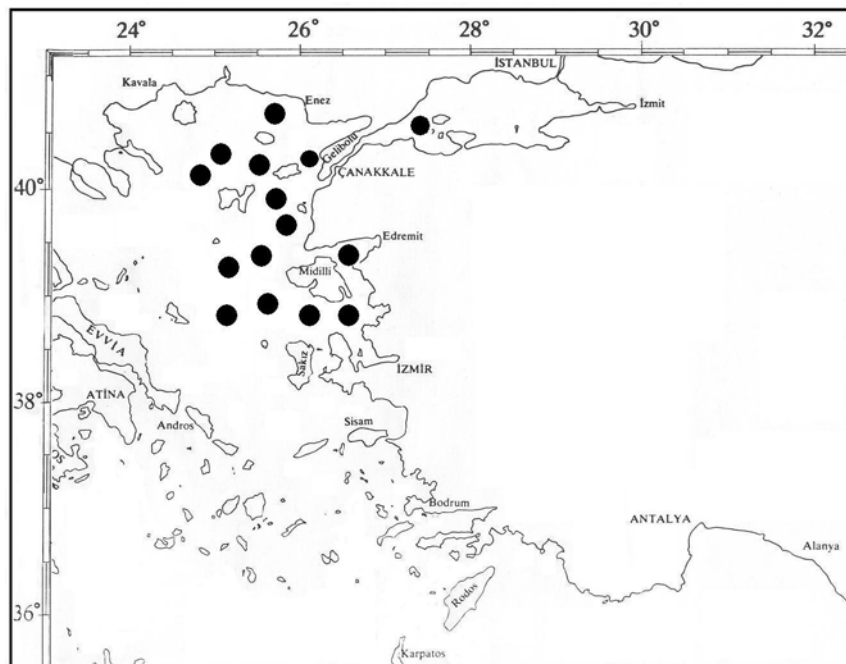 24° 26° 28° 30° 32°
İSTANBUL
Kavala
Enez
İzmit
Gelibolu
ÇANAKKALE
40°
Edremit
Midilli
EVVIA
Sakız
İZMİR
ATİNA
38°
Andros
Sisam
Bodrum
ANTALYA
Alanya
Rodos
36°
Karpatos